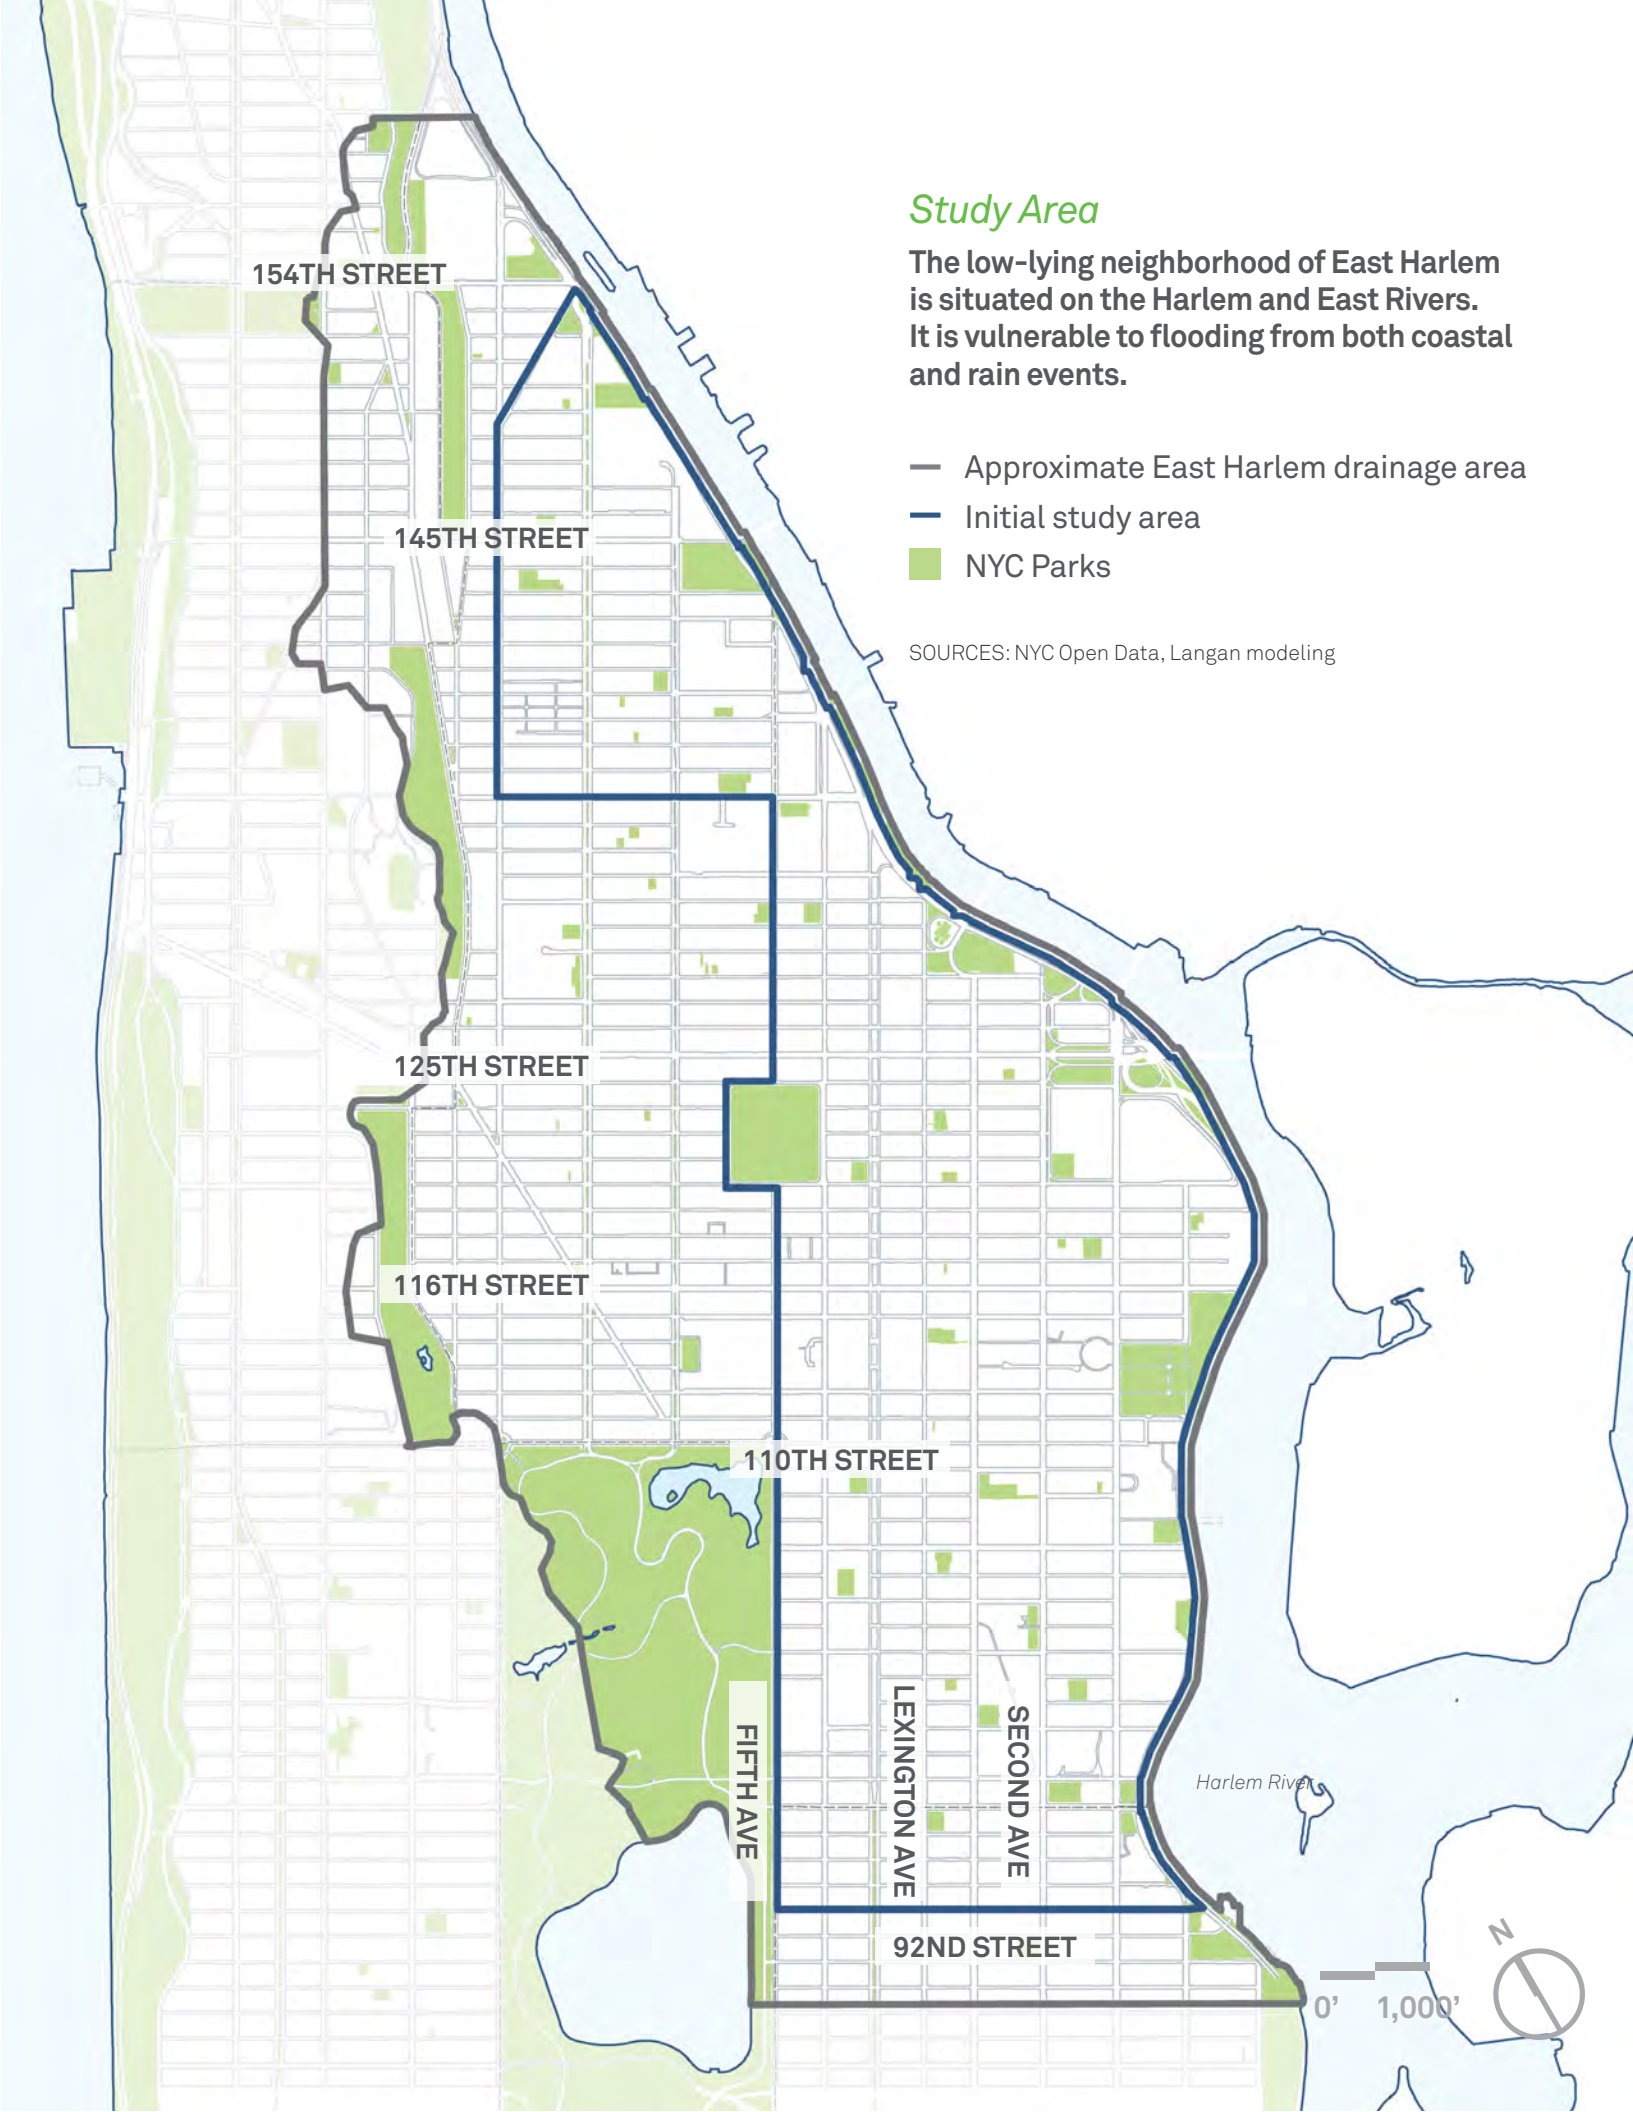 Study Area
The low-lying neighborhood of East Harlem
is situated on the Harlem and East Rivers.
It is vulnerable to flooding from both coastal
and rain events.
Approximate East Harlem drainage area
Initial study area
NYC Parks
SOURCES: NYC Open Data, Langan modeling
154TH STREET
145TH STREET
125TH STREET
116TH STREET
110TH STREET
FIFTH AVE
LEXINGTON AVE
SECOND AVE
Harlem River
92ND STREET
N
0' 1,000'